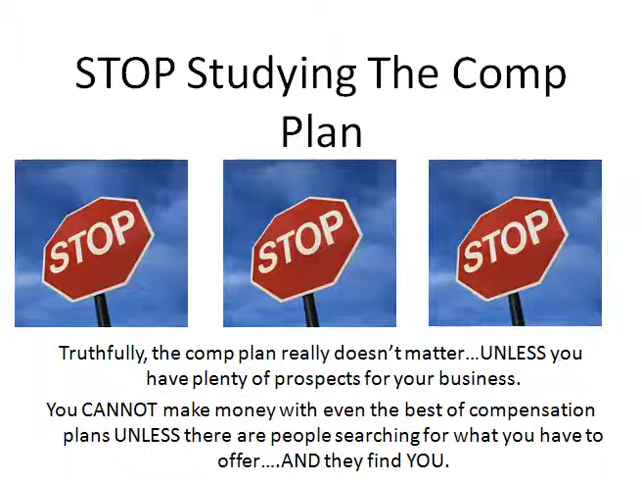 STOP Studying The Comp
Plan
STOP STOP STOP
Truthfully, the comp plan really doesn't matter...UNLESS you
have plenty of prospects for your business.
You CANNOT make money with even the best of compensation
plans UNLESS there are people searching for what you have to
offer....AND they find YOU.